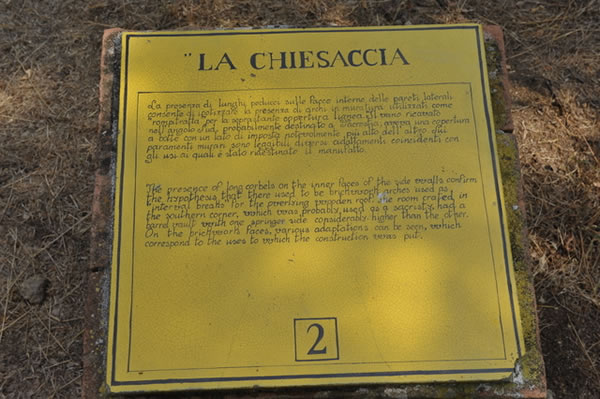 "LA CHIESACCIA
La presenza di lunghi peducci sulle facce interne delle pareti laterali
consente di ipotizzare la presenza di archi in muratura utilizzati come
rompitratta per la soprastante copertura lignea. Il vano ricavato
nell'angolo Sud, probabilmente destinato a sacrestia, aveva una copertura
a botte con un lato di imposta notevolmente più alto dell'altro. Sui
paramenti murari sono leggibili diversi adattamenti coincidenti con
gli usi ai quali è stato ridestinato il manufatto.
The presence of long corbels on the inner faces of the side walls confirm
the hypothesis that there used to be brickwork arches used as
"interval breaks" for the overlying wooden roof. The room crafted in
the southern corner, which was probably used as a sacristy, had a
barrel vault with one springer side considerably higher than the other.
On the brickwork faces, various adaptations can be seen, which
correspond to the uses to which the construction was put.
2